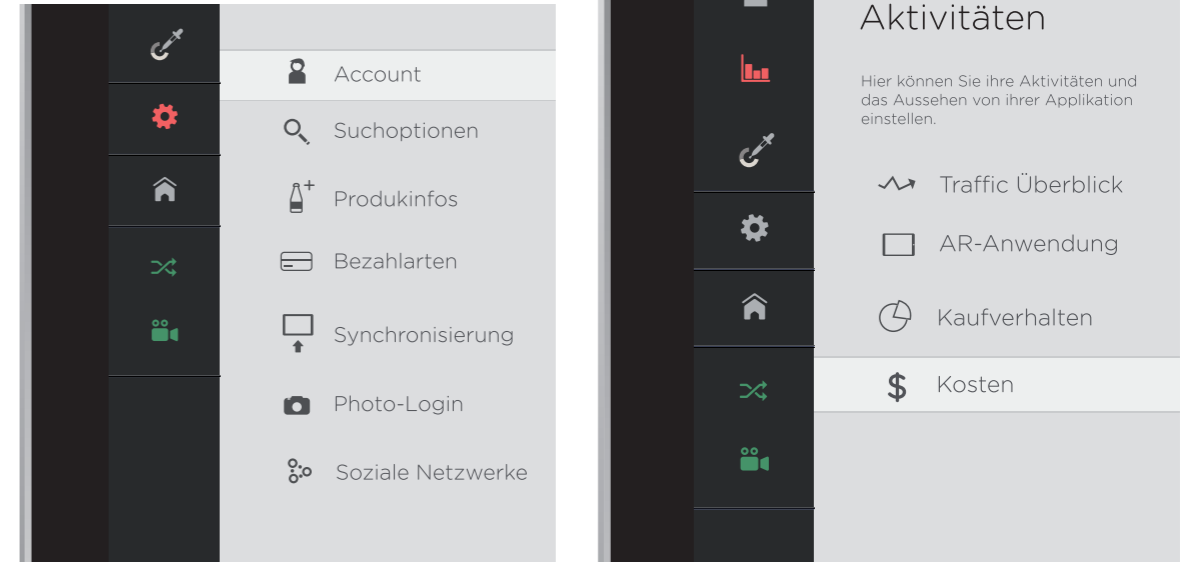 Account
Suchoptionen
Produkinfos
Bezahlarten
Synchronisierung
Photo-Login
Soziale Netzwerke
Aktivitäten
Hier können Sie ihre Aktivitäten und
das Aussehen von ihrer Applikation
einstellen.
Traffic Überblick
AR-Anwendung
Kaufverhalten
$ Kosten